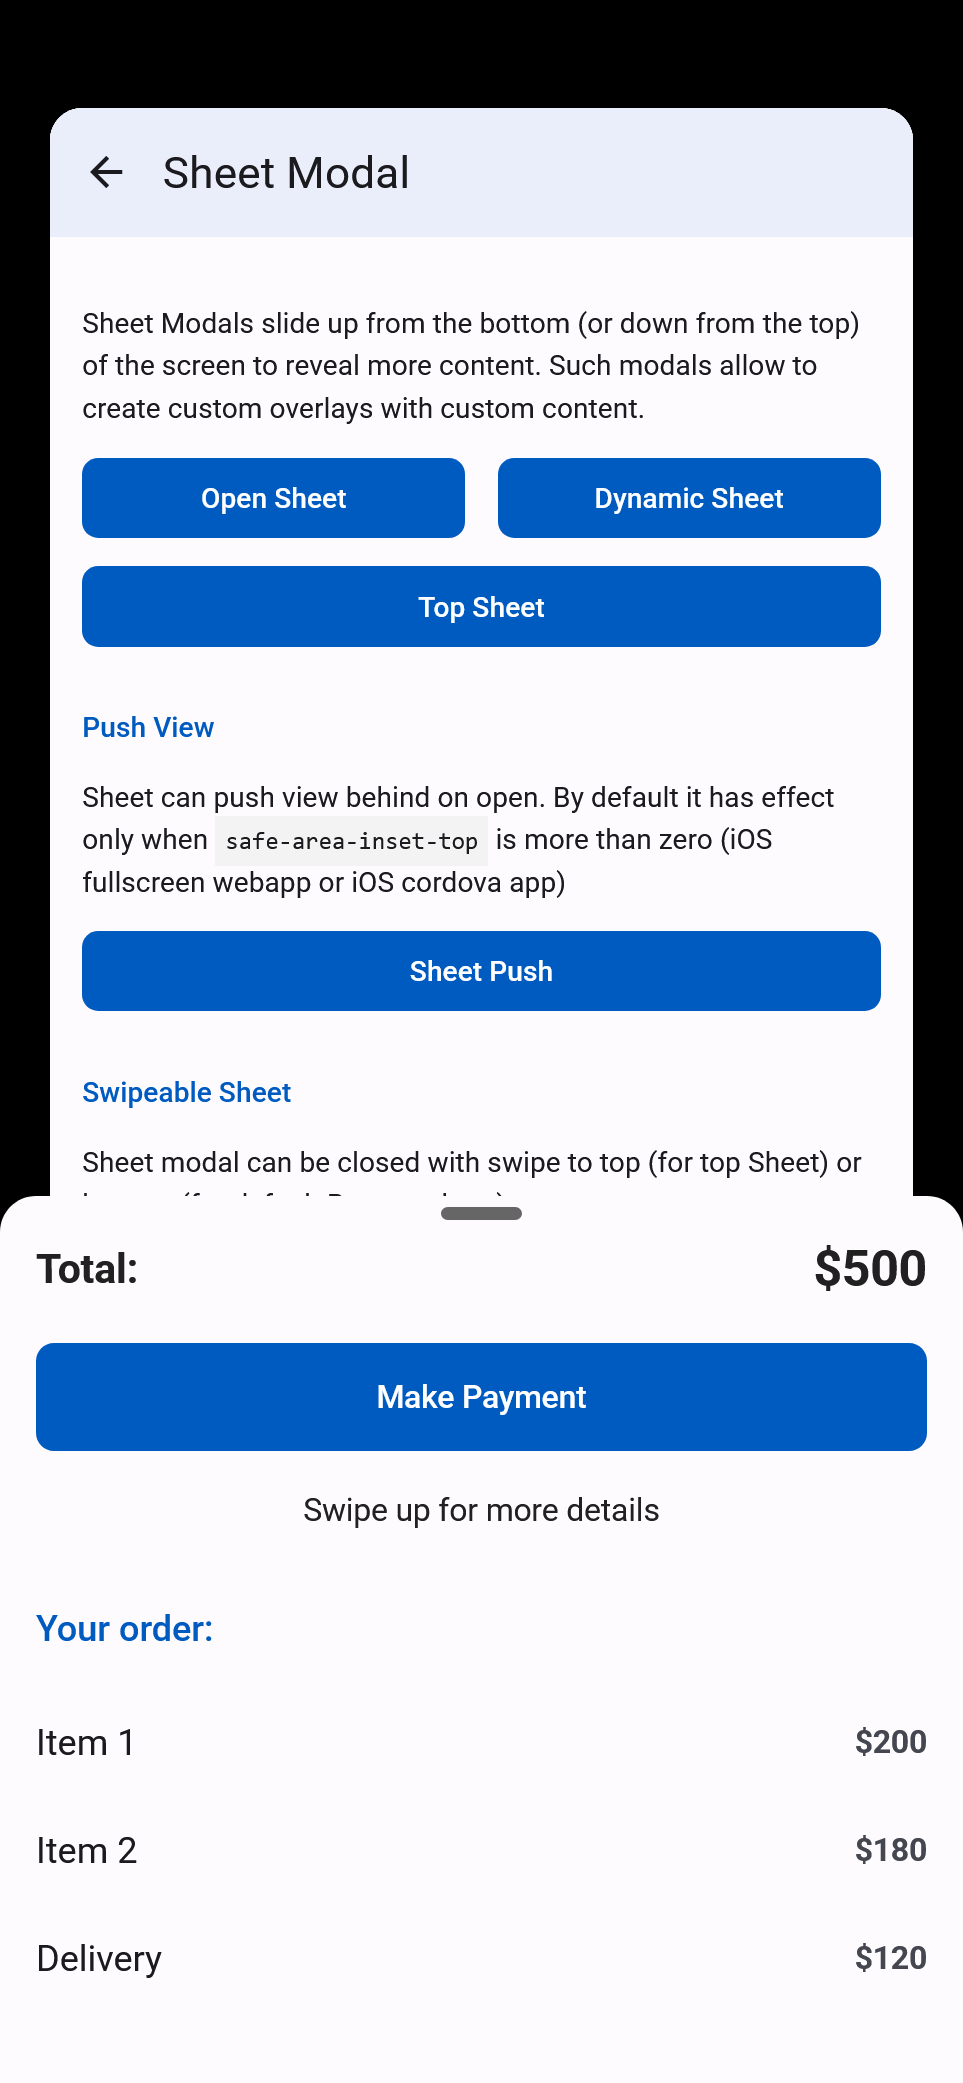 Sheet Modal
Sheet Modals slide up from the bottom (or down from the top)
of the screen to reveal more content. Such modals allow to
create custom overlays with custom content.
Open Sheet
Dynamic Sheet
Top Sheet
Push View
Sheet can push view behind on open. By default it has effect
only when safe-area-inset-top is more than zero (iOS
fullscreen webapp or iOS cordova app)
Sheet Push
Swipeable Sheet
Sheet modal can be closed with swipe to top (for top Sheet) or
Total:
$500
Make Payment
Swipe up for more details
Your order:
Item 1
$200
Item 2
$180
Delivery
$120